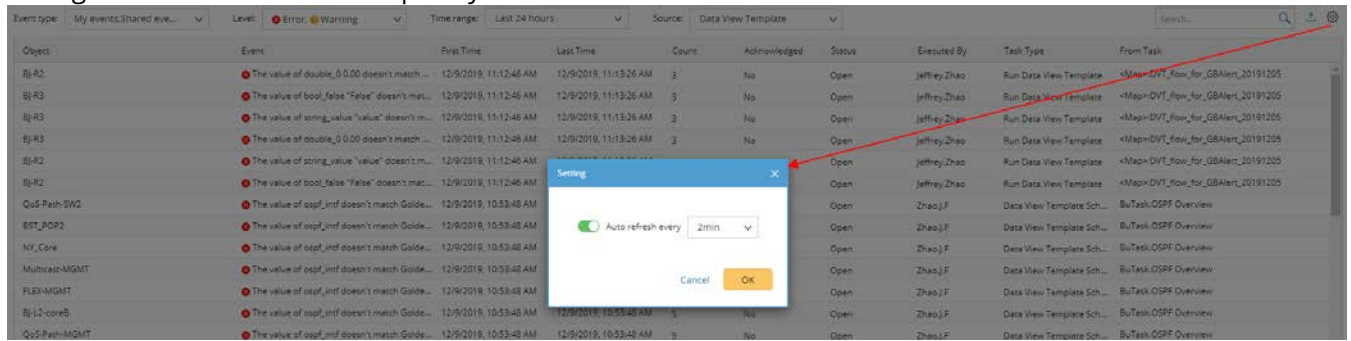 Event type: My events,Shared eve... Level: Error, Warning Time range: Last 24 hours Source: Data View Template Search...
Object Event First Time Last Time Count Acknowledged Status Executed By Task Type From Task
BJ-R2 The value of double_0 0.00 doesn't match ... 12/9/2019, 11:12:46 AM 12/9/2019, 11:13:26 AM 3 No Open Jeffrey.Zhao Run Data View Template <Map>:DVT_flow_for_GBAlert_20191205
BJ-R3 The value of bool_false "False" doesn't mat... 12/9/2019, 11:12:46 AM 12/9/2019, 11:13:26 AM 3 No Open Jeffrey.Zhao Run Data View Template <Map>:DVT_flow_for_GBAlert_20191205
BJ-R3 The value of string_value "value" doesn't m... 12/9/2019, 11:12:46 AM 12/9/2019, 11:13:26 AM 3 No Open Jeffrey.Zhao Run Data View Template <Map>:DVT_flow_for_GBAlert_20191205
BJ-R3 The value of double_0 0.00 doesn't match ... 12/9/2019, 11:12:46 AM 12/9/2019, 11:13:26 AM 3 No Open Jeffrey.Zhao Run Data View Template <Map>:DVT_flow_for_GBAlert_20191205
BJ-R2 The value of string_value "value" doesn't m... 12/9/2019, 11:12:46 AM Open Jeffrey.Zhao Run Data View Template <Map>:DVT_flow_for_GBAlert_20191205
BJ-R2 The value of bool_false "False" doesn't mat... 12/9/2019, 11:12:46 AM Open Jeffrey.Zhao Run Data View Template <Map>:DVT_flow_for_GBAlert_20191205
QoS-Path-SW2 The value of ospf_intf doesn't match Golde... 12/9/2019, 10:53:48 AM Open Zhao.J.F Data View Template Sch... BuTask.OSPF Overview
BST_POP2 The value of ospf_intf doesn't match Golde... 12/9/2019, 10:53:48 AM Open Zhao.J.F Data View Template Sch... BuTask.OSPF Overview
NY_Core The value of ospf_intf doesn't match Golde... 12/9/2019, 10:53:48 AM Open Zhao.J.F Data View Template Sch... BuTask.OSPF Overview
Multicast-MGMT The value of ospf_intf doesn't match Golde... 12/9/2019, 10:53:48 AM Open Zhao.J.F Data View Template Sch... BuTask.OSPF Overview
FLEX-MGMT The value of ospf_intf doesn't match Golde... 12/9/2019, 10:53:48 AM Open Zhao.J.F Data View Template Sch... BuTask.OSPF Overview
BJ-L2-coreB The value of ospf_intf doesn't match Golde... 12/9/2019, 10:53:48 AM 12/9/2019, 10:53:48 AM 5 No Open Zhao.J.F Data View Template Sch... BuTask.OSPF Overview
QoS-Path-MGMT The value of ospf_intf doesn't match Golde... 12/9/2019, 10:53:48 AM 12/9/2019, 10:53:48 AM 5 No Open Zhao.J.F Data View Template Sch... BuTask.OSPF Overview
Setting
Auto refresh every 2min
Cancel OK